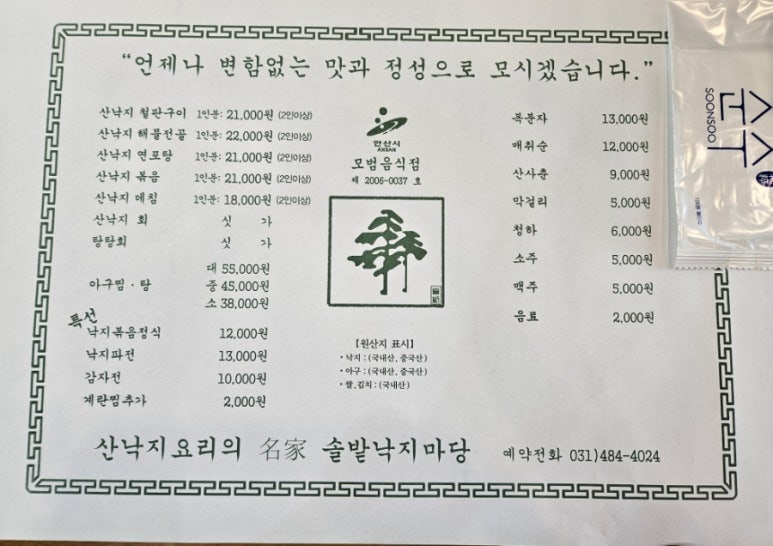 “언제나 변함없는 맛과 정성으로 모시겠습니다.”
산낙지 철판구이 1인분: 21,000원 (2인이상)
산낙지 해물전골 1인분: 22,000원 (2인이상)
산낙지 연포탕 1인분: 21,000원 (2인이상)
산낙지 볶음 1인분: 21,000원 (2인이상)
산낙지 데침 1인분: 18,000원 (2인이상)
산낙지 회 싯 가
탕탕회 싯 가
아구찜 · 탕
대 55,000원
중 45,000원
소 38,000원
특선
낙지볶음정식 12,000원
낙지파전 13,000원
감자전 10,000원
계란찜추가 2,000원
안산시
ANSAN
모범음식점
제 2006-0037 호
【원산지 표시】
· 낙지 : (국내산, 중국산)
· 아구 : (국내산, 중국산)
· 쌀,김치 : (국내산)
복분자 13,000원
매취순 12,000원
산사춘 9,000원
막걸리 5,000원
청하 6,000원
소주 5,000원
맥주 5,000원
음료 2,000원
산낙지요리의 名家 솔밭낙지마당
예약전화 031)484-4024
순수
SOONSOO